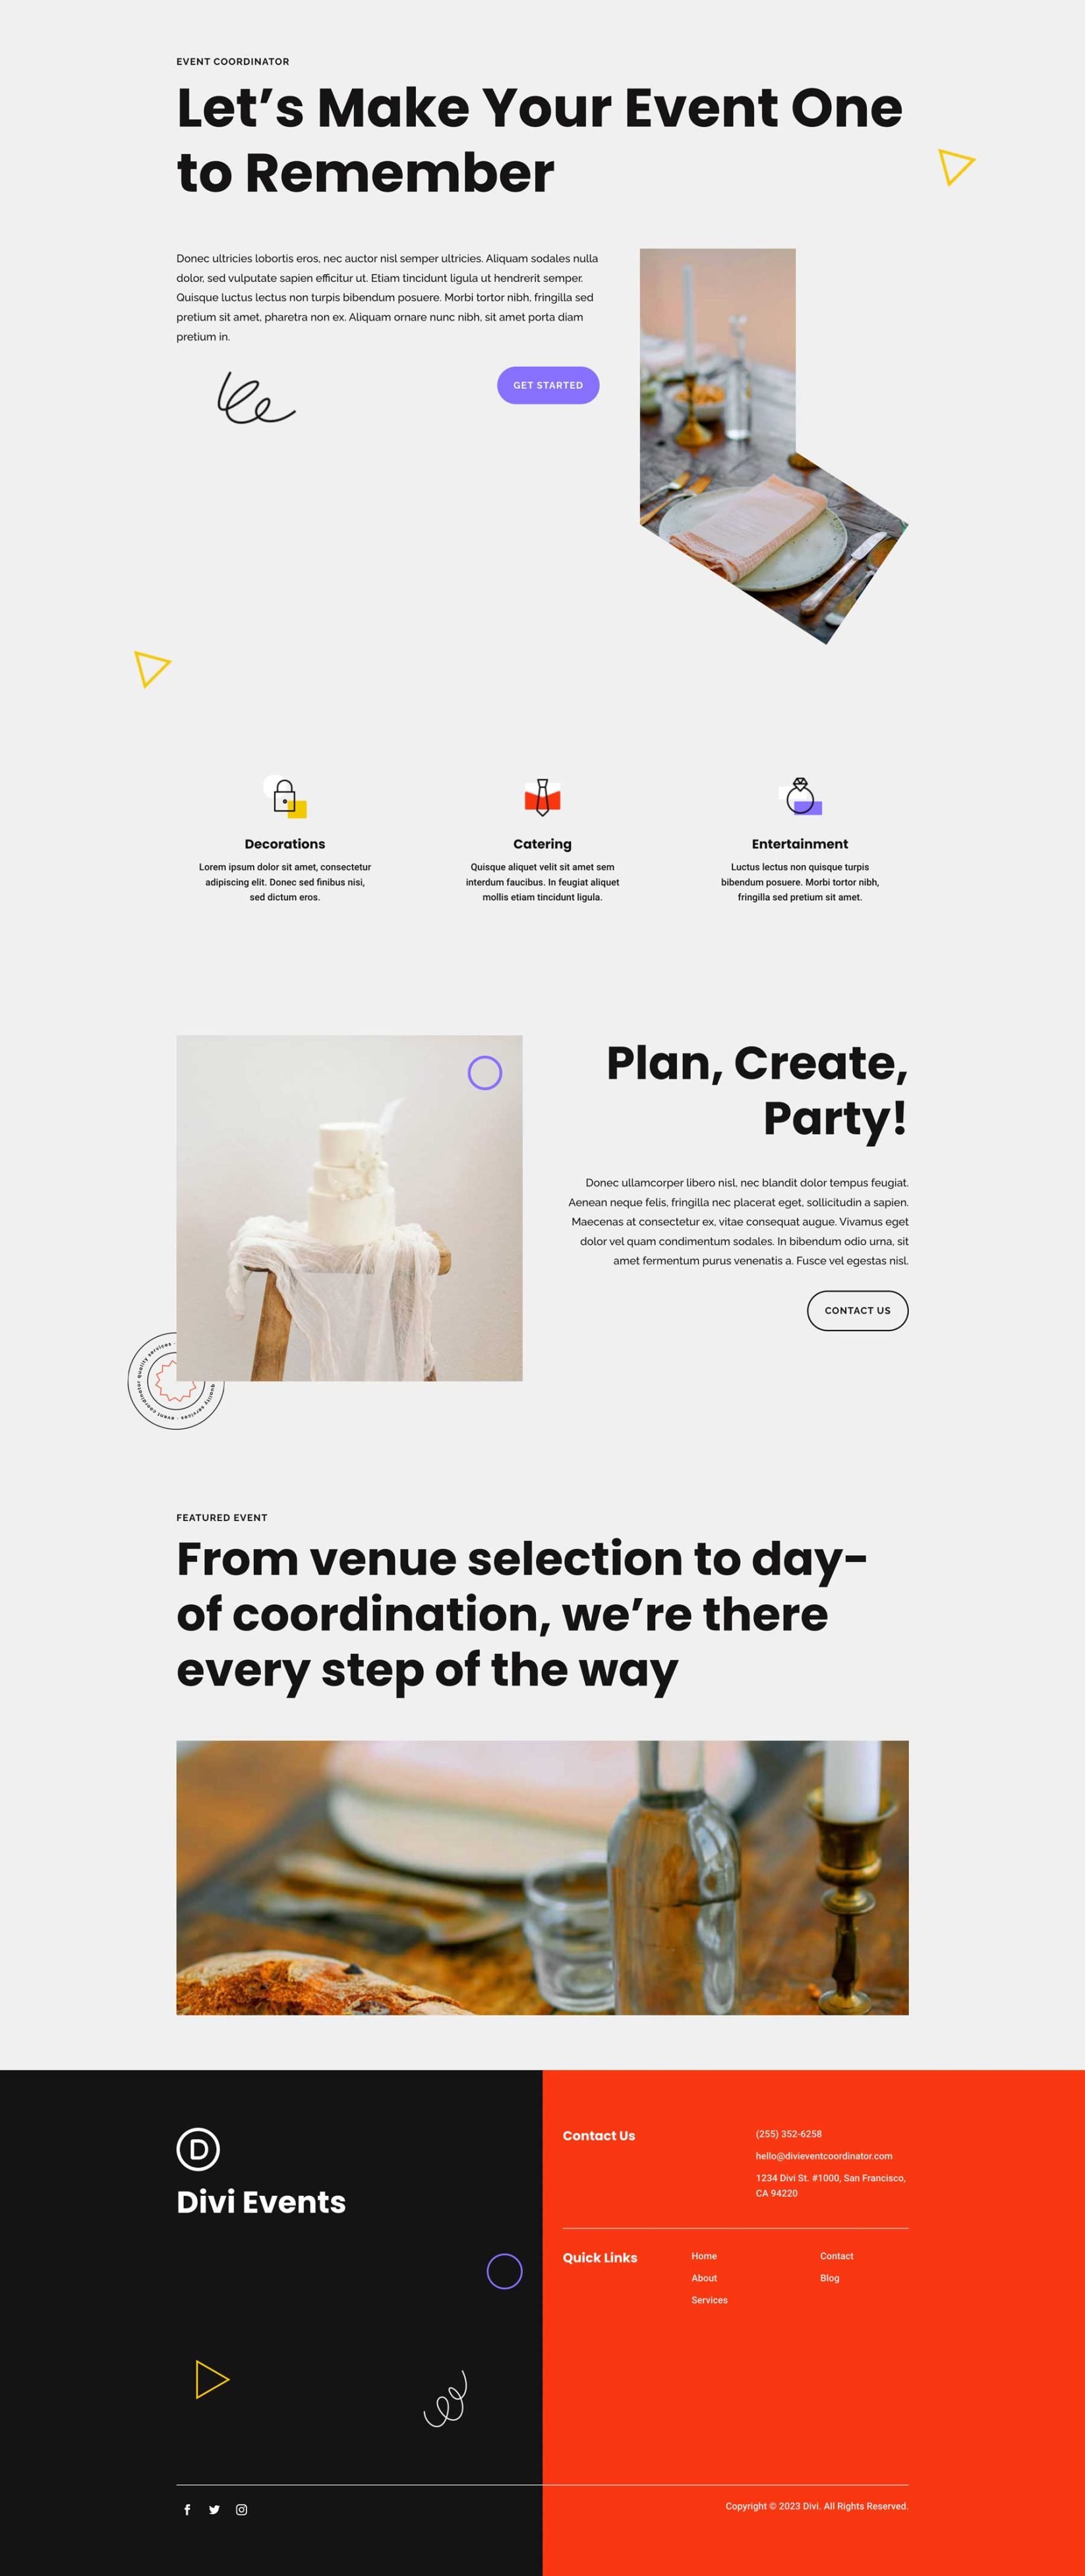 EVENT COORDINATOR
Let's Make Your Event One
to Remember
Donec ultricies lobortis eros, nec auctor nisl semper ultricies. Aliquam sodales nulla
dolor, sed vulputate sapien efficitur ut. Etiam tincidunt ligula ut hendrerit semper.
Quisque luctus lectus non turpis bibendum posuere. Morbi tortor nibh, fringilla sed
pretium sit amet, pharetra non ex. Aliquam ornare nunc nibh, sit amet porta diam
pretium in.
GET STARTED
Decorations
Lorem ipsum dolor sit amet, consectetur
adipiscing elit. Donec sed finibus nisi,
sed dictum eros.
Catering
Quisque aliquet velit sit amet sem
interdum faucibus. In feugiat aliquet
mollis etiam tincidunt ligula.
Entertainment
Luctus lectus non quisque turpis
bibendum posuere. Morbi tortor nibh,
fringilla sed pretium sit amet.
Plan, Create,
Party!
Donec ullamcorper libero nisl, nec blandit dolor tempus feugiat.
Aenean neque felis, fringilla nec placerat eget, sollicitudin a sapien.
Maecenas at consectetur ex, vitae consequat augue. Vivamus eget
dolor vel quam condimentum sodales. In bibendum odio urna, sit
amet fermentum purus venenatis a. Fusce vel egestas nisl.
CONTACT US
quality services · event coordinator quality services ·
FEATURED EVENT
From venue selection to day-
of coordination, we're there
every step of the way
D
Divi Events
Contact Us
(255) 352-6258
hello@divieventcoordinator.com
1234 Divi St. #1000, San Francisco,
CA 94220
Quick Links
Home
About
Services
Contact
Blog
Copyright © 2023 Divi. All Rights Reserved.